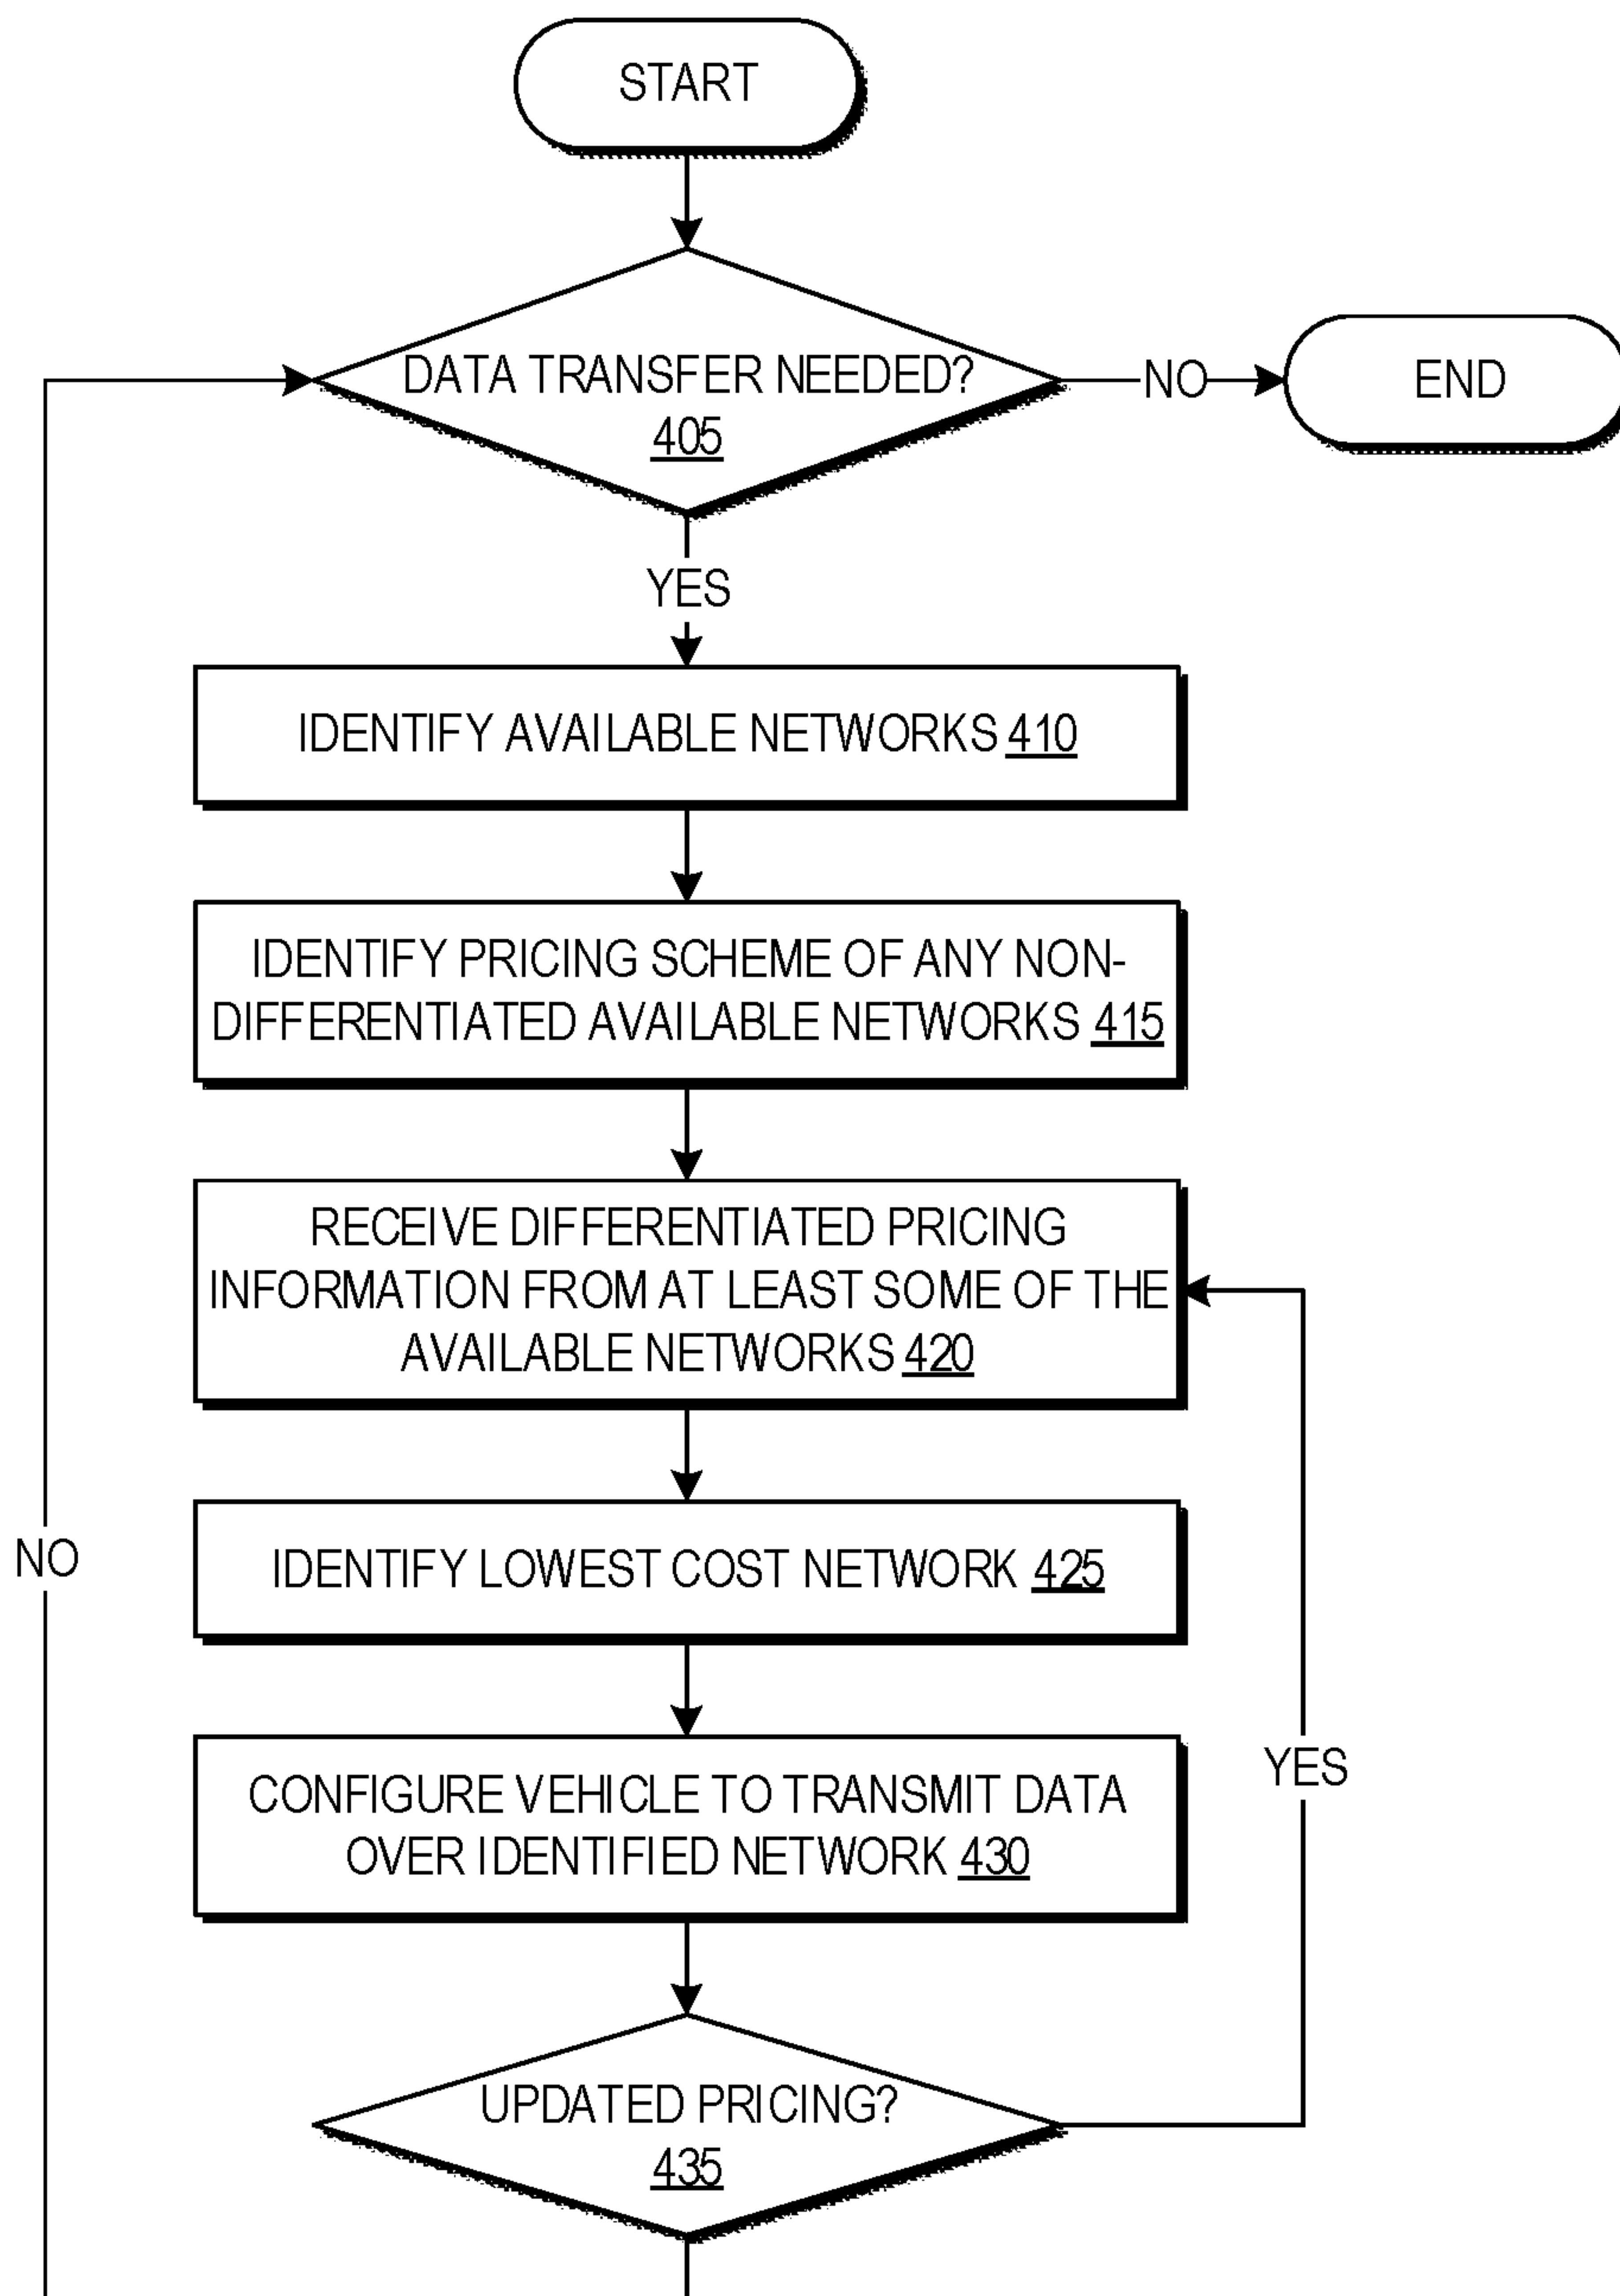 START
DATA TRANSFER NEEDED?
405
NO
END
YES
IDENTIFY AVAILABLE NETWORKS 410
IDENTIFY PRICING SCHEME OF ANY NON-
DIFFERENTIATED AVAILABLE NETWORKS 415
RECEIVE DIFFERENTIATED PRICING
INFORMATION FROM AT LEAST SOME OF THE
AVAILABLE NETWORKS 420
IDENTIFY LOWEST COST NETWORK 425
NO
CONFIGURE VEHICLE TO TRANSMIT DATA
OVER IDENTIFIED NETWORK 430
YES
UPDATED PRICING?
435